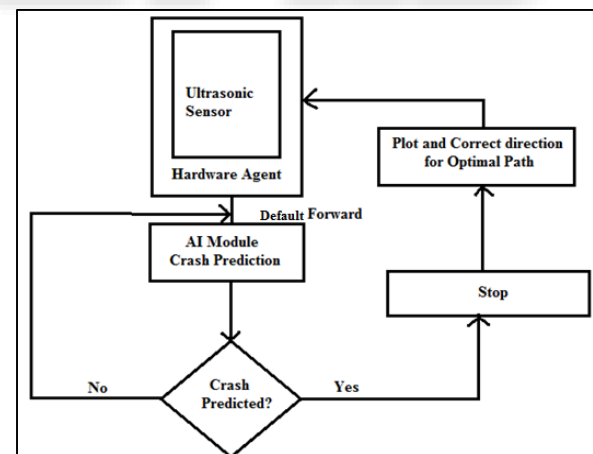 Ultrasonic
Sensor
Hardware Agent
Plot and Correct direction
for Optimal Path
Default Forward
AI Module
Crash Prediction
Stop
No
Crash
Predicted?
Yes